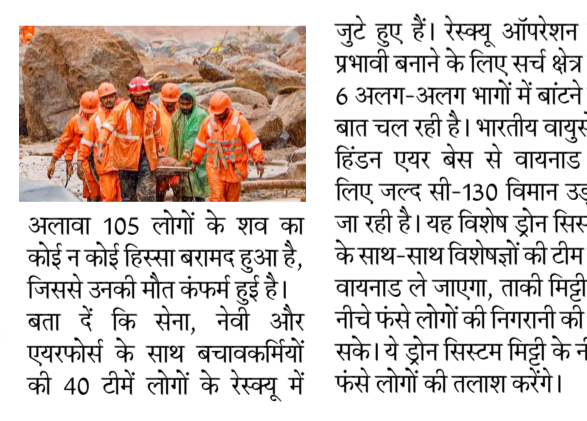 अलावा 105 लोगों के शव का
कोई न कोई हिस्सा बरामद हुआ है,
जिससे उनकी मौत कंफर्म हुई है।
बता दें कि सेना, नेवी और
एयरफोर्स के साथ बचावकर्मियों
की 40 टीमें लोगों के रेस्क्यू में
जुटे हुए हैं। रेस्क्यू ऑपरेशन
प्रभावी बनाने के लिए सर्च क्षेत्र
6 अलग-अलग भागों में बांटने
बात चल रही है। भारतीय
हिंडन एयर बेस से वायनाड
लिए जल्द सी-130 विमान
जा रही है। यह विशेष ड्रोन
के साथ-साथ विशेषज्ञों की टीम
वायनाड ले जाएगा, ताकी मिट्टी
नीचे फंसे लोगों की निगरानी की
सके। ये ड्रोन सिस्टम मिट्टी के
फंसे लोगों की तलाश करेंगे।